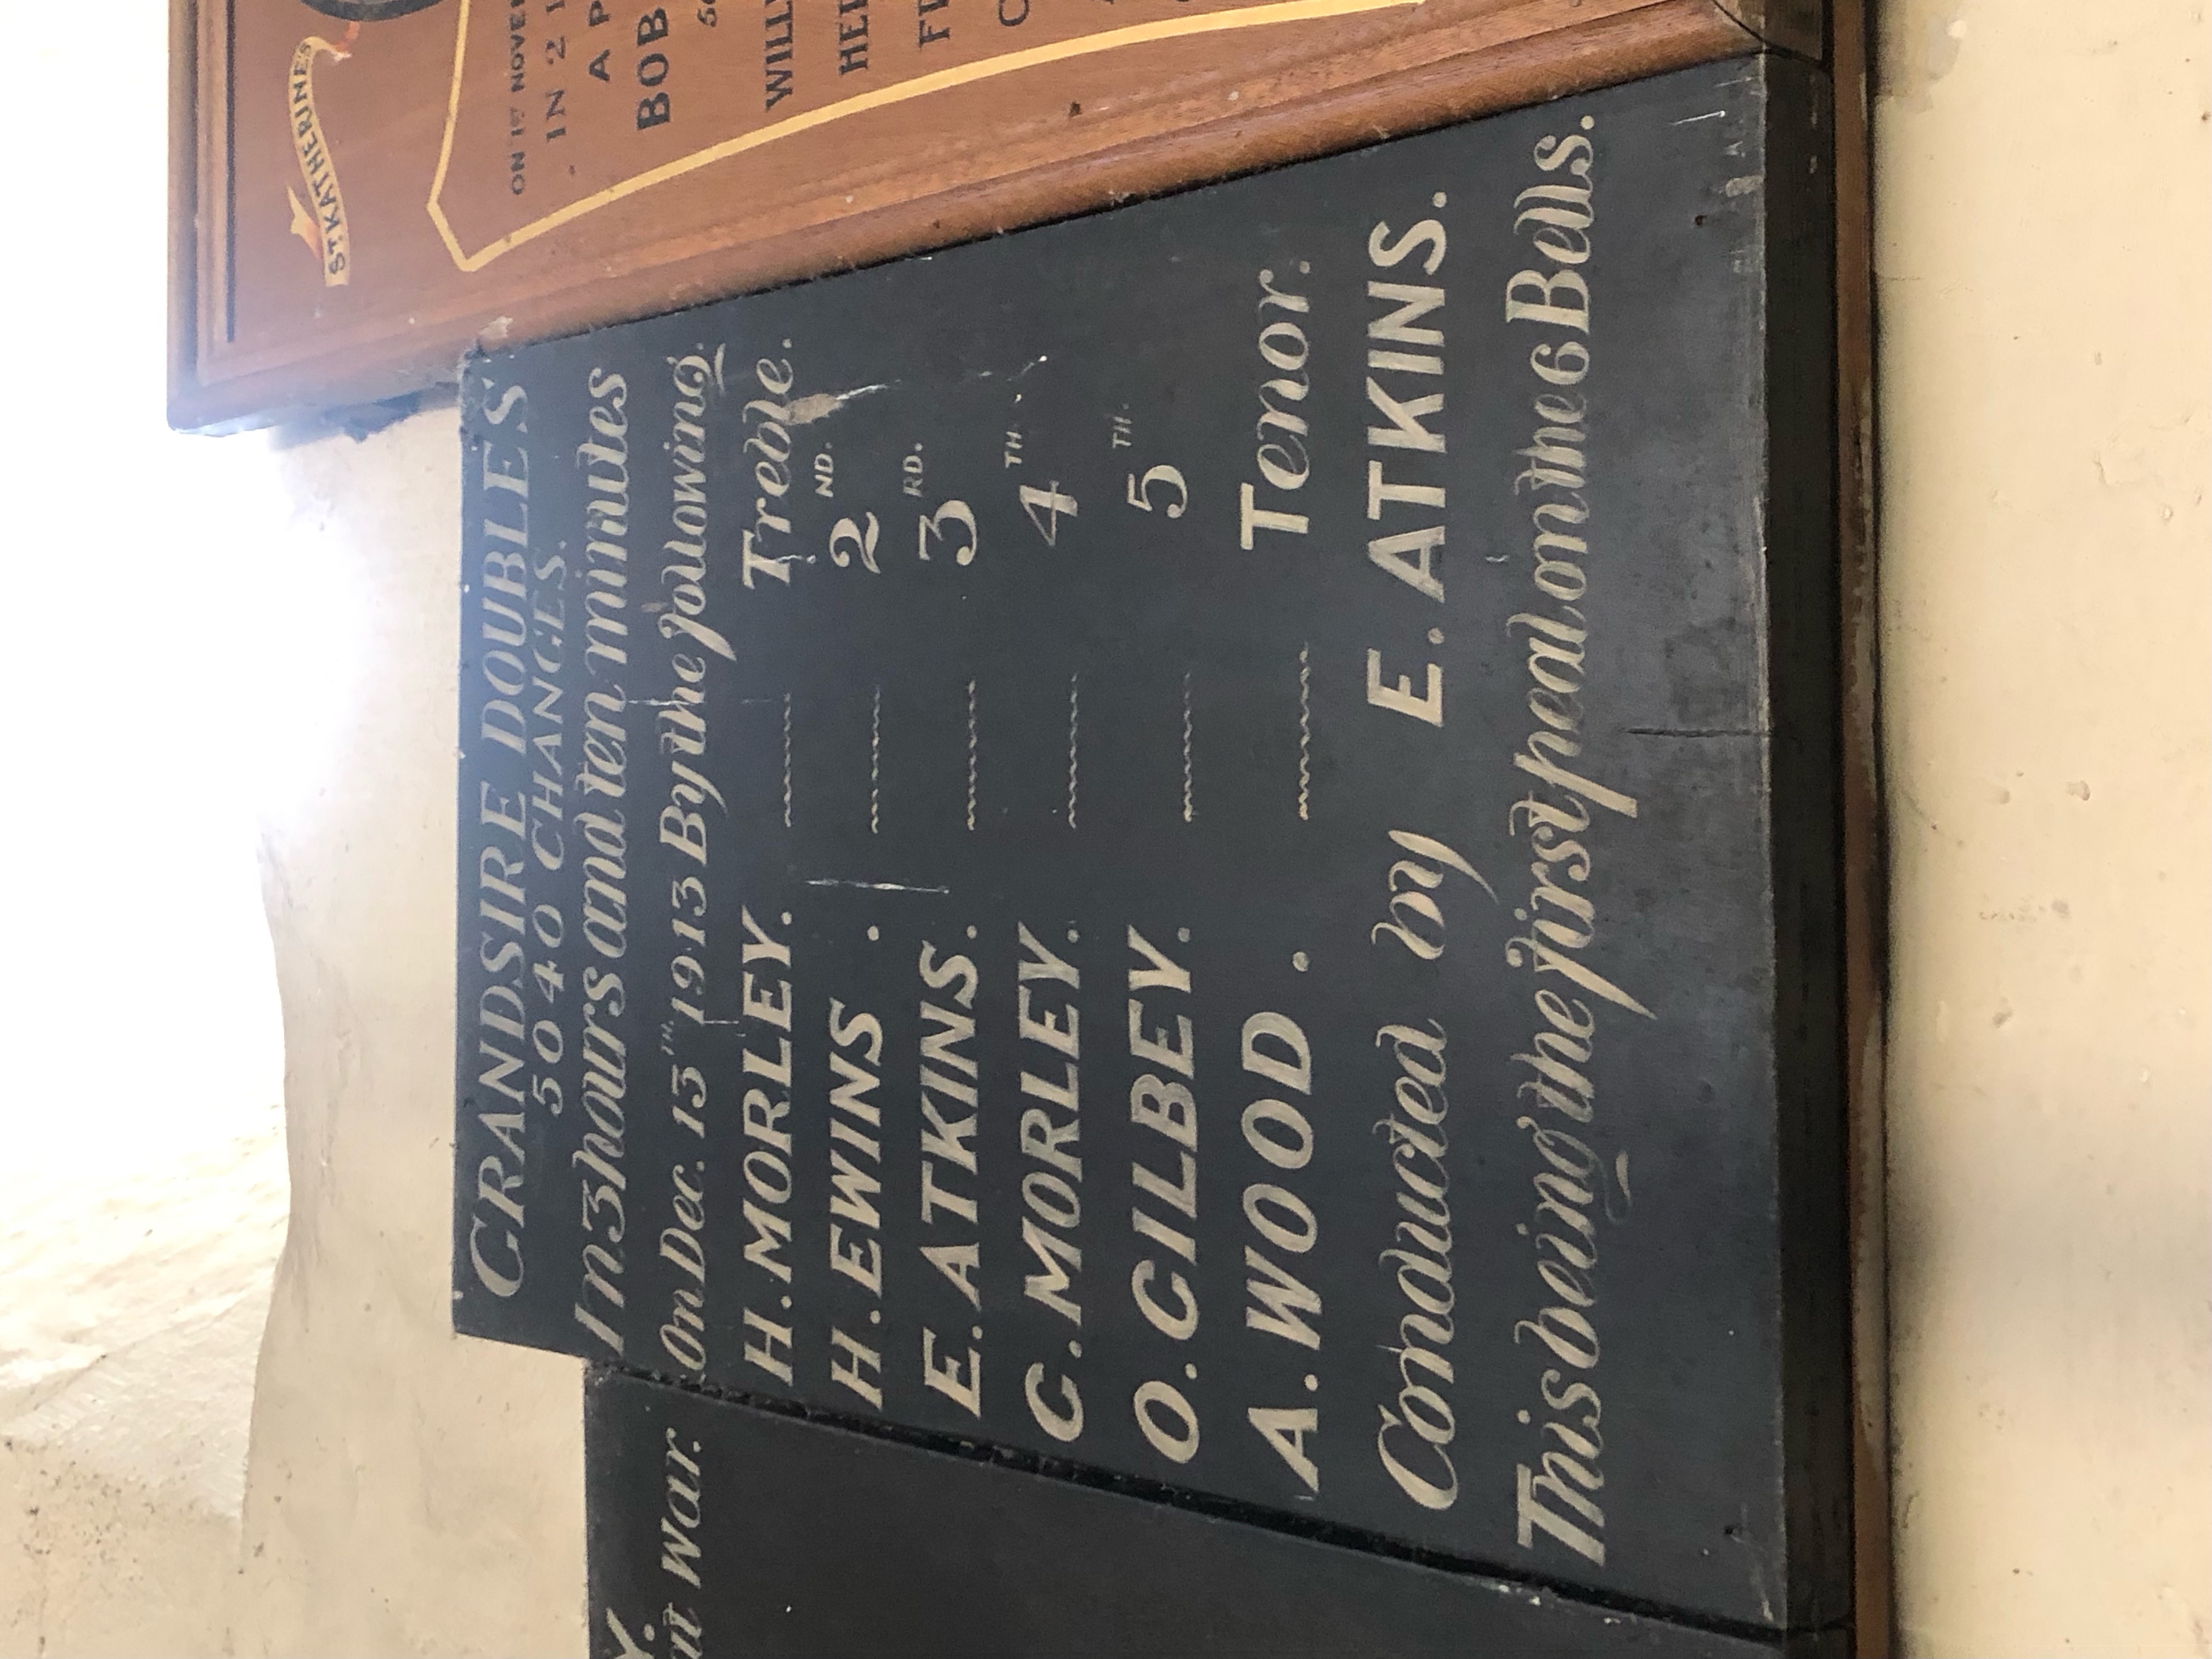 GRANDSIRE DOUBLES
5040 CHANGES.
In 3 hours and ten minutes
On Dec. 13TH. 1913 By the following.
H. MORLEY. Treble.
H. EWINS. 2ND.
E. ATKINS. 3RD.
C. MORLEY. 4TH.
O. GILBEY. 5TH.
A. WOOD. Tenor.
Conducted by E. ATKINS.
This being the first peal on the 6 Bells.
War.
ST. KATHERINES
ON 1ST
IN 2
A
BOB